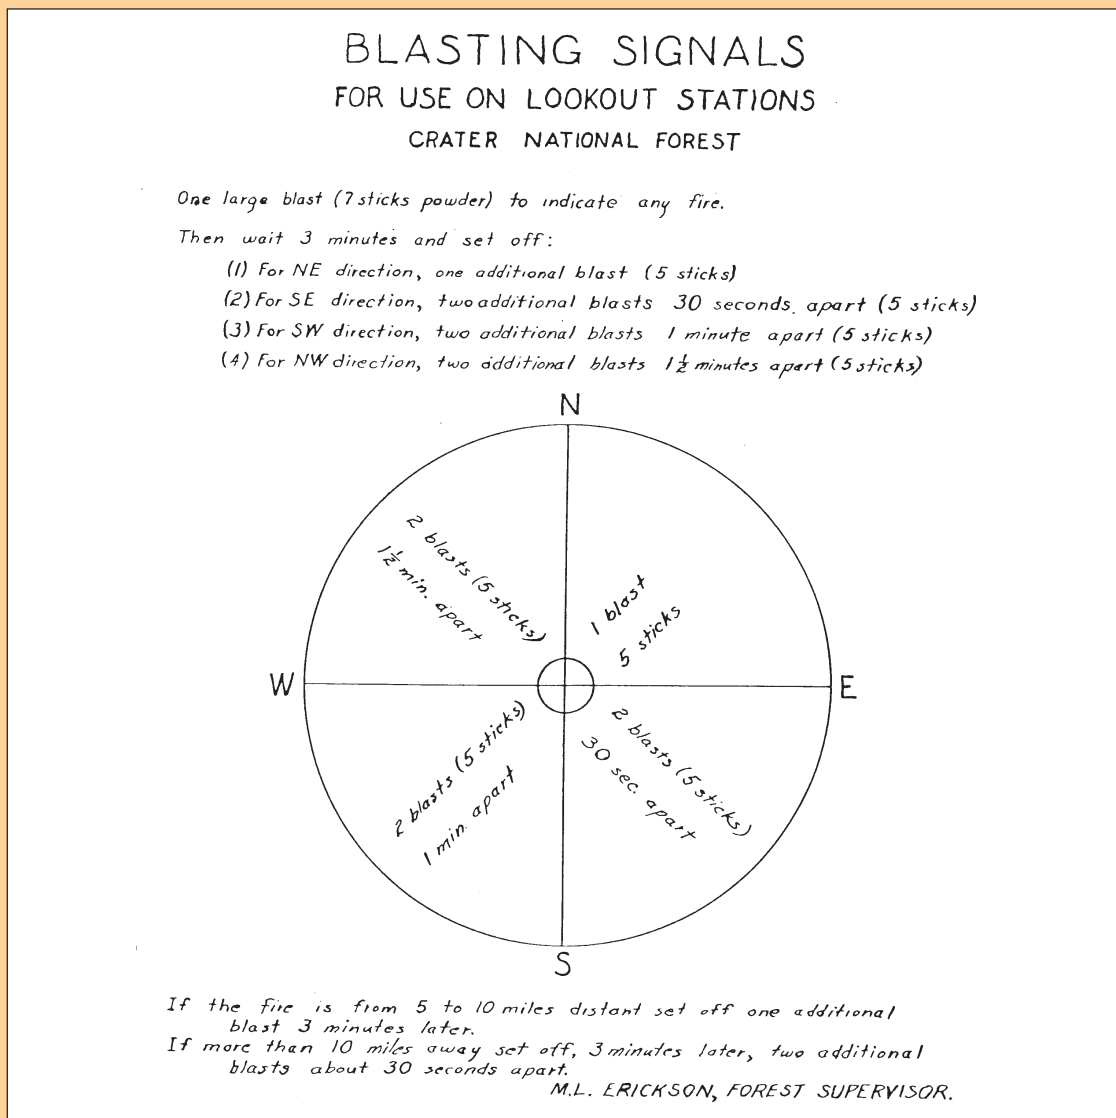 BLASTING SIGNALS
FOR USE ON LOOKOUT STATIONS
CRATER NATIONAL FOREST
One large blast (7 sticks powder) to indicate any fire.
Then wait 3 minutes and set off:
(1) For NE direction, one additional blast (5 sticks)
(2) For SE direction, two additional blasts 30 seconds. apart (5 sticks)
(3) For SW direction, two additional blasts 1 minute apart (5 sticks)
(4) For NW direction, two additional blasts 1½ minutes apart (5 sticks)
N
2 blasts (5 sticks)
1½ min. apart
1 blast
5 sticks
W
E
2 blasts (5 sticks)
1 min. apart
2 blasts (5 sticks)
30 sec. apart
S
If the fire is from 5 to 10 miles distant set off one additional
blast 3 minutes later.
If more than 10 miles away set off, 3 minutes later, two additional
blasts about 30 seconds apart.
M.L. ERICKSON, FOREST SUPERVISOR.